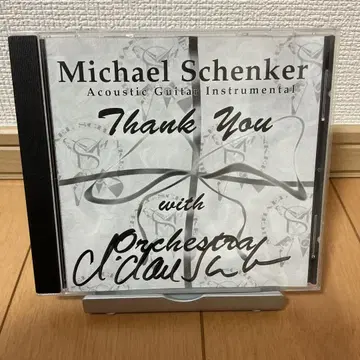 Michael Schenker
Acoustic Guitar Instrumental
Thank You
with
Orchestra